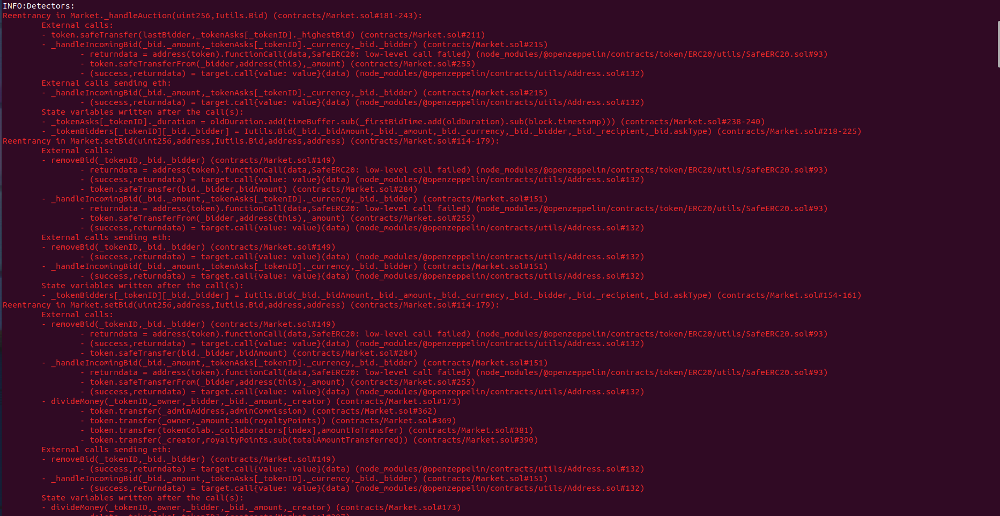 INFO:Detectors:
Reentrancy in Market._handleAuction(uint256,Iutils.Bid) (contracts/Market.sol#181-243):
External calls:
- token.safeTransfer(lastBidder,_tokenAsks[_tokenID]._highestBid) (contracts/Market.sol#211)
- _handleIncomingBid(_bid._amount,_tokenAsks[_tokenID]._currency,_bid._bidder) (contracts/Market.sol#215)
- returndata = address(token).functionCall(data,SafeERC20: low-level call failed) (node_modules/@openzeppelin/contracts/token/ERC20/utils/SafeERC20.sol#93)
- token.safeTransferFrom(_bidder,address(this),_amount) (contracts/Market.sol#255)
- (success,returndata) = target.call{value: value}(data) (node_modules/@openzeppelin/contracts/utils/Address.sol#132)
External calls sending eth:
- _handleIncomingBid(_bid._amount,_tokenAsks[_tokenID]._currency,_bid._bidder) (contracts/Market.sol#215)
- (success,returndata) = target.call{value: value}(data) (node_modules/@openzeppelin/contracts/utils/Address.sol#132)
State variables written after the call(s):
- _tokenAsks[_tokenID]._duration = oldDuration.add(timeBuffer.sub(_firstBidTime.add(oldDuration).sub(block.timestamp))) (contracts/Market.sol#238-240)
- _tokenBidders[_tokenID][_bid._bidder] = Iutils.Bid(_bid._bidAmount,_bid._amount,_bid._currency,_bid._bidder,_bid._recipient,_bid.askType) (contracts/Market.sol#218-225)
Reentrancy in Market.setBid(uint256,address,Iutils.Bid,address,address) (contracts/Market.sol#114-179):
External calls:
- removeBid(_tokenID,_bid._bidder) (contracts/Market.sol#149)
- returndata = address(token).functionCall(data,SafeERC20: low-level call failed) (node_modules/@openzeppelin/contracts/token/ERC20/utils/SafeERC20.sol#93)
- (success,returndata) = target.call{value: value}(data) (node_modules/@openzeppelin/contracts/utils/Address.sol#132)
- token.safeTransfer(bid._bidder,bidAmount) (contracts/Market.sol#284)
- _handleIncomingBid(_bid._amount,_tokenAsks[_tokenID]._currency,_bid._bidder) (contracts/Market.sol#151)
- returndata = address(token).functionCall(data,SafeERC20: low-level call failed) (node_modules/@openzeppelin/contracts/token/ERC20/utils/SafeERC20.sol#93)
- token.safeTransferFrom(_bidder,address(this),_amount) (contracts/Market.sol#255)
- (success,returndata) = target.call{value: value}(data) (node_modules/@openzeppelin/contracts/utils/Address.sol#132)
External calls sending eth:
- removeBid(_tokenID,_bid._bidder) (contracts/Market.sol#149)
- (success,returndata) = target.call{value: value}(data) (node_modules/@openzeppelin/contracts/utils/Address.sol#132)
- _handleIncomingBid(_bid._amount,_tokenAsks[_tokenID]._currency,_bid._bidder) (contracts/Market.sol#151)
- (success,returndata) = target.call{value: value}(data) (node_modules/@openzeppelin/contracts/utils/Address.sol#132)
State variables written after the call(s):
- _tokenBidders[_tokenID][_bid._bidder] = Iutils.Bid(_bid._bidAmount,_bid._amount,_bid._currency,_bid._bidder,_bid._recipient,_bid.askType) (contracts/Market.sol#154-161)
Reentrancy in Market.setBid(uint256,address,Iutils.Bid,address,address) (contracts/Market.sol#114-179):
External calls:
- removeBid(_tokenID,_bid._bidder) (contracts/Market.sol#149)
- returndata = address(token).functionCall(data,SafeERC20: low-level call failed) (node_modules/@openzeppelin/contracts/token/ERC20/utils/SafeERC20.sol#93)
- (success,returndata) = target.call{value: value}(data) (node_modules/@openzeppelin/contracts/utils/Address.sol#132)
- token.safeTransfer(bid._bidder,bidAmount) (contracts/Market.sol#284)
- _handleIncomingBid(_bid._amount,_tokenAsks[_tokenID]._currency,_bid._bidder) (contracts/Market.sol#151)
- returndata = address(token).functionCall(data,SafeERC20: low-level call failed) (node_modules/@openzeppelin/contracts/token/ERC20/utils/SafeERC20.sol#93)
- token.safeTransferFrom(_bidder,address(this),_amount) (contracts/Market.sol#255)
- (success,returndata) = target.call{value: value}(data) (node_modules/@openzeppelin/contracts/utils/Address.sol#132)
- divideMoney(_tokenID,_owner,_bidder,_bid._amount,_creator) (contracts/Market.sol#173)
- token.transfer(_adminAddress,adminCommission) (contracts/Market.sol#362)
- token.transfer(_owner,_amount.sub(royaltyPoints)) (contracts/Market.sol#369)
- token.transfer(tokenColab._collaborators[index],amountToTransfer) (contracts/Market.sol#381)
- token.transfer(_creator,royaltyPoints.sub(totalAmountTransferred)) (contracts/Market.sol#390)
External calls sending eth:
- removeBid(_tokenID,_bid._bidder) (contracts/Market.sol#149)
- (success,returndata) = target.call{value: value}(data) (node_modules/@openzeppelin/contracts/utils/Address.sol#132)
- _handleIncomingBid(_bid._amount,_tokenAsks[_tokenID]._currency,_bid._bidder) (contracts/Market.sol#151)
- (success,returndata) = target.call{value: value}(data) (node_modules/@openzeppelin/contracts/utils/Address.sol#132)
State variables written after the call(s):
- divideMoney(_tokenID,_owner,_bidder,_bid._amount,_creator) (contracts/Market.sol#173)